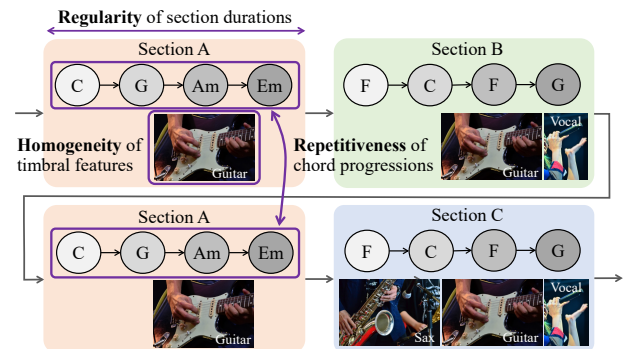 Regularity of section durations
Section A
C G Am Em
Homogeneity of
timbral features
Guitar
Repetitiveness of
chord progressions
Section B
F C F G
Guitar
Vocal
Section A
C G Am Em
Guitar
Section C
F C F G
Sax
Guitar
Vocal